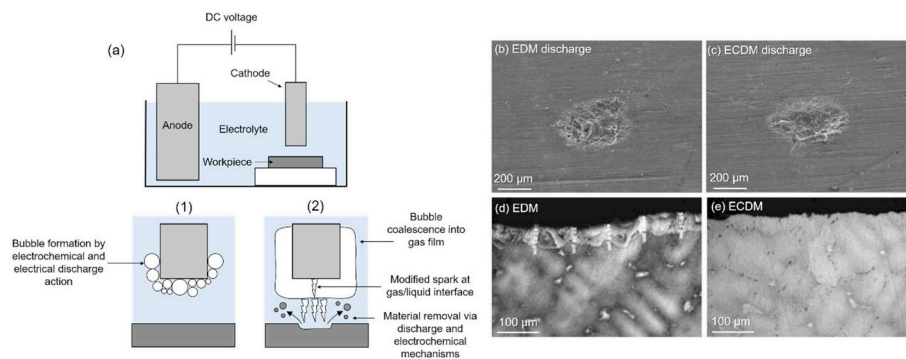 DC voltage
(a)
Cathode
Anode
Electrolyte
Workpiece
(1)
(2)
Bubble formation by
electrochemical and
electrical discharge
action
Bubble
coalescence into
gas film
Modified spark at
gas/liquid interface
Material removal via
discharge and
electrochemical
mechanisms
(b) EDM discharge
200 µm
(c) ECDM discharge
200 µm
(d) EDM
100 µm
(e) ECDM
100 µm